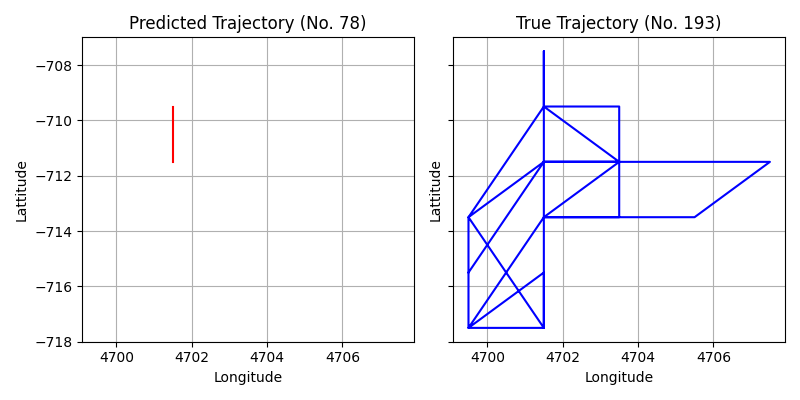 Predicted Trajectory (No. 78)
True Trajectory (No. 193)
Lattitude
−708
−710
−712
−714
−716
−718
4700 4702 4704 4706
Longitude
Lattitude
4700 4702 4704 4706
Longitude